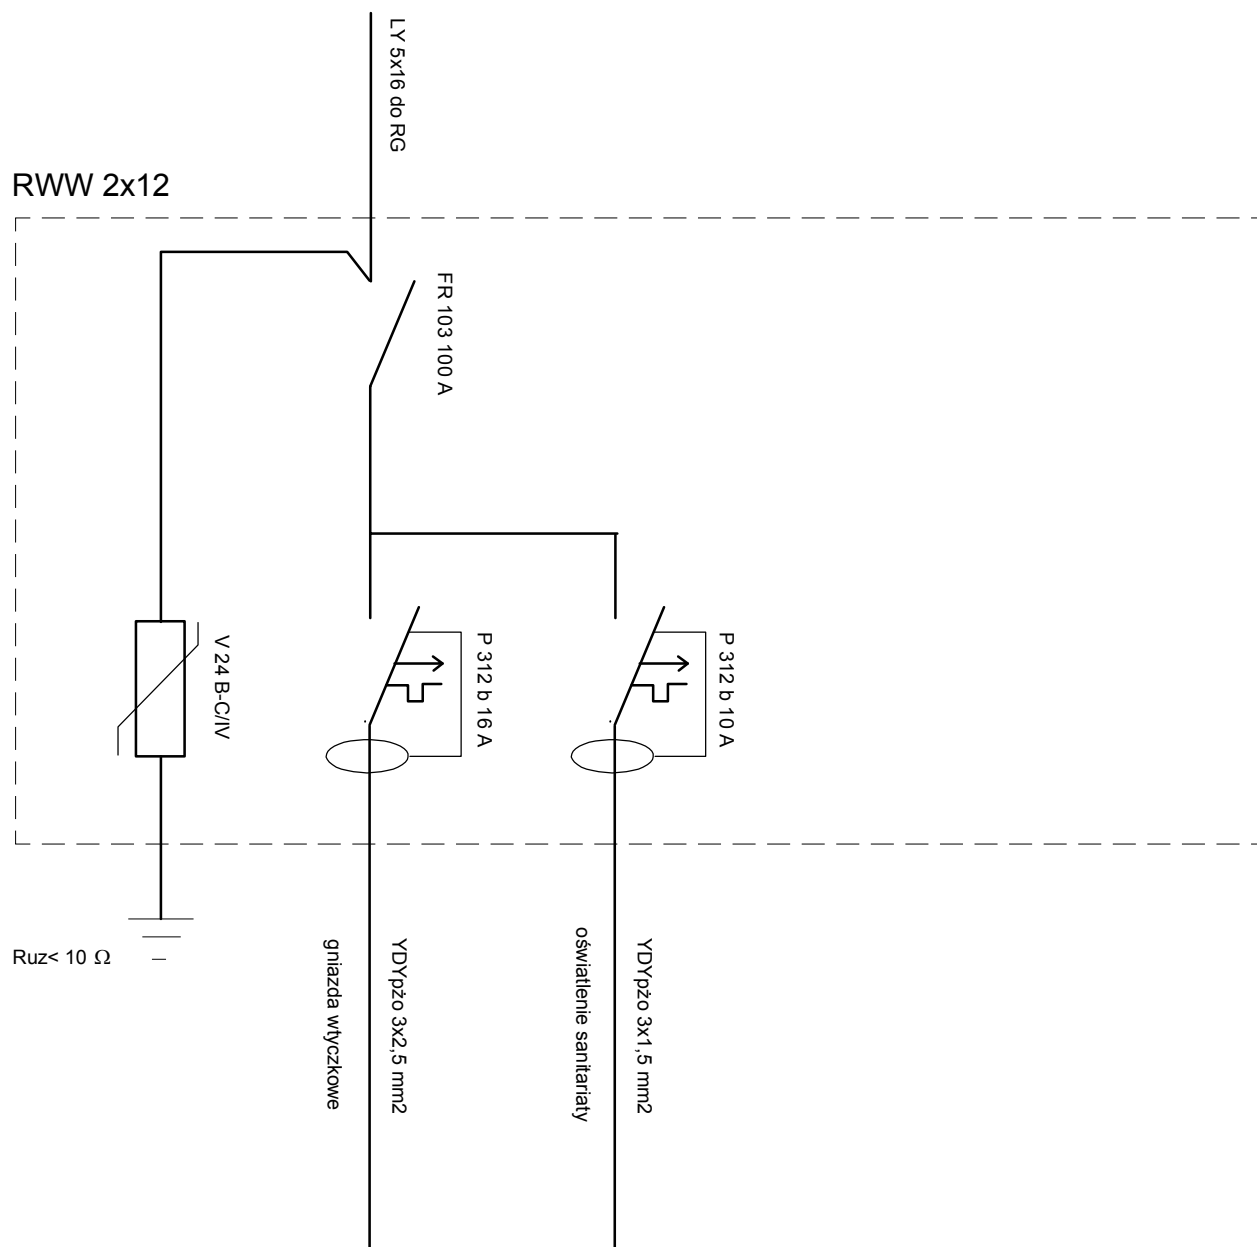 LY 5x16 do RG
RWW 2x12
FR 103 100 A
V 24 B-C/IV
P 312 b 16 A
P 312 b 10 A
Ruz< 10 Ω
gniazda wtyczkowe
YDYpżo 3x2,5 mm2
oświatlenie sanitariaty
YDYpżo 3x1,5 mm2